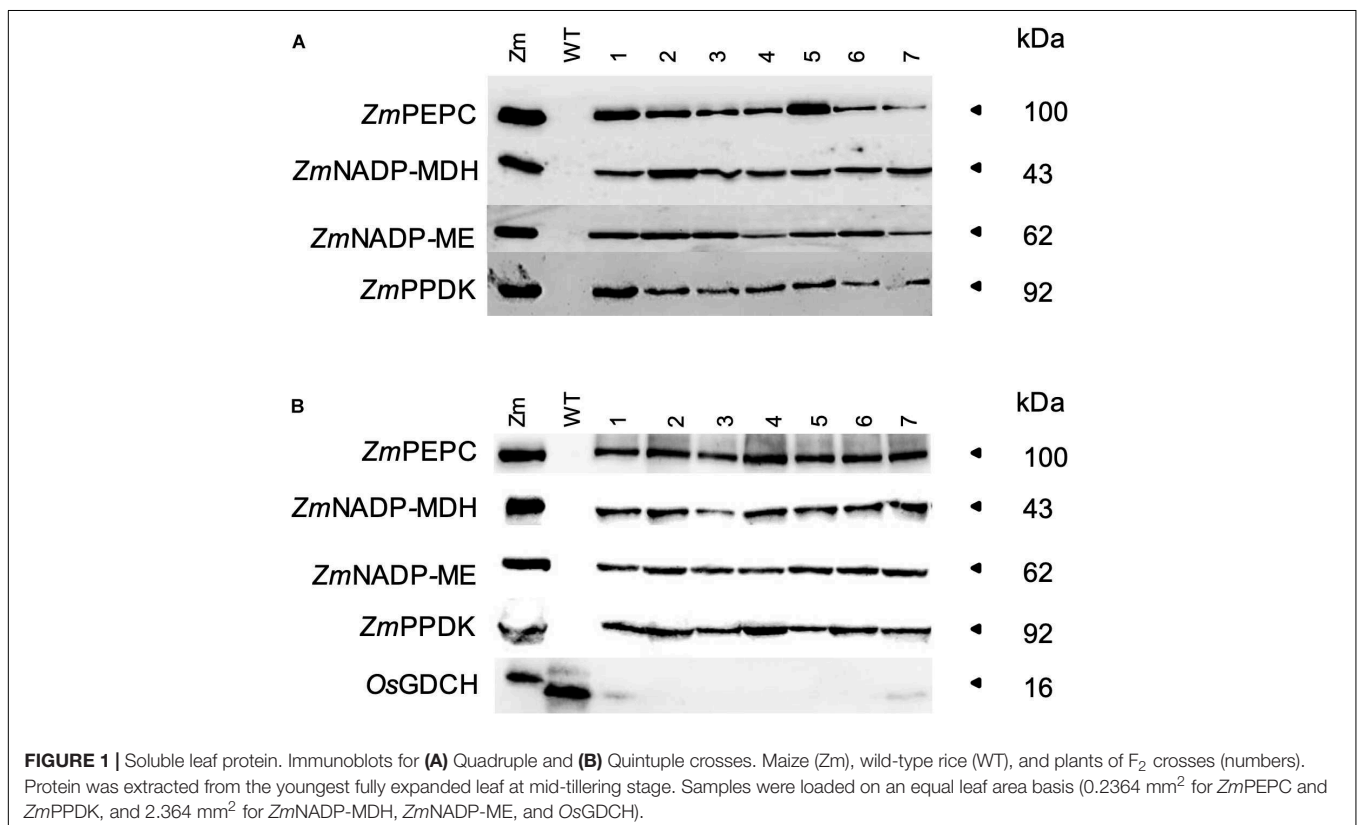 A
Zm WT 1 2 3 4 5 6 7 kDa
ZmPEPC 100
ZmNADP-MDH 43
ZmNADP-ME 62
ZmPPDK 92
B
Zm WT 1 2 3 4 5 6 7 kDa
ZmPEPC 100
ZmNADP-MDH 43
ZmNADP-ME 62
ZmPPDK 92
OsGDCH 16
FIGURE 1 | Soluble leaf protein. Immunoblots for (A) Quadruple and (B) Quintuple crosses. Maize (Zm), wild-type rice (WT), and plants of F2 crosses (numbers).
Protein was extracted from the youngest fully expanded leaf at mid-tillering stage. Samples were loaded on an equal leaf area basis (0.2364 mm2 for ZmPEPC and
ZmPPDK, and 2.364 mm2 for ZmNADP-MDH, ZmNADP-ME, and OsGDCH).